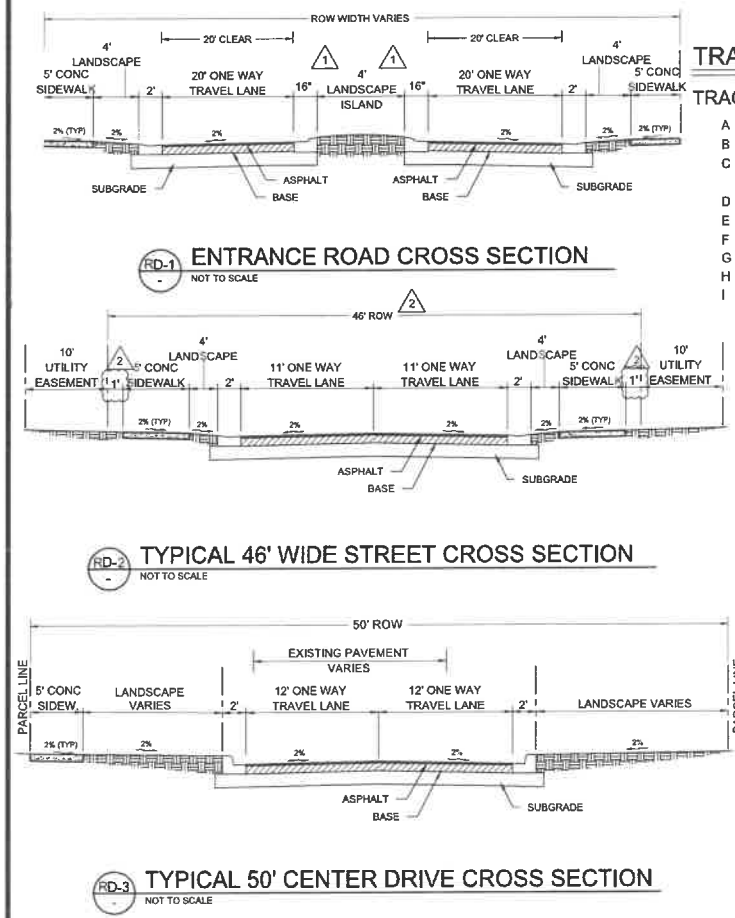 ROW WIDTH VARIES
20' CLEAR
20' CLEAR
4'
LANDSCAPE
5' CONC
SIDEWALK
2'
20' ONE WAY
TRAVEL LANE
16"
1
1
4'
LANDSCAPE
ISLAND
16"
20' ONE WAY
TRAVEL LANE
2'
4'
LANDSCAPE
5' CONC
SIDEWALK
2% (TYP)
2%
2%
2%
2%
2% (TYP)
SUBGRADE
ASPHALT
BASE
ASPHALT
BASE
SUBGRADE
RD-1
-
ENTRANCE ROAD CROSS SECTION
NOT TO SCALE
TRA
TRAC
A
B
C
D
E
F
G
H
I
46' ROW
2
10'
UTILITY
EASEMENT
2
1'
5' CONC
SIDEWALK
4'
LANDSCAPE
2'
11' ONE WAY
TRAVEL LANE
11' ONE WAY
TRAVEL LANE
2'
4'
LANDSCAPE
5' CONC
SIDEWALK
2
1'
10'
UTILITY
EASEMENT
2% (TYP)
2%
2%
2%
2%
2% (TYP)
ASPHALT
BASE
SUBGRADE
RD-2
-
TYPICAL 46' WIDE STREET CROSS SECTION
NOT TO SCALE
50' ROW
PARCEL LINE
EXISTING PAVEMENT
VARIES
5' CONC
SIDEW.
LANDSCAPE
VARIES
2'
12' ONE WAY
TRAVEL LANE
12' ONE WAY
TRAVEL LANE
2'
LANDSCAPE VARIES
PARCEL LINE
2% (TYP)
2%
2%
2%
2%
ASPHALT
BASE
SUBGRADE
RD-3
-
TYPICAL 50' CENTER DRIVE CROSS SECTION
NOT TO SCALE